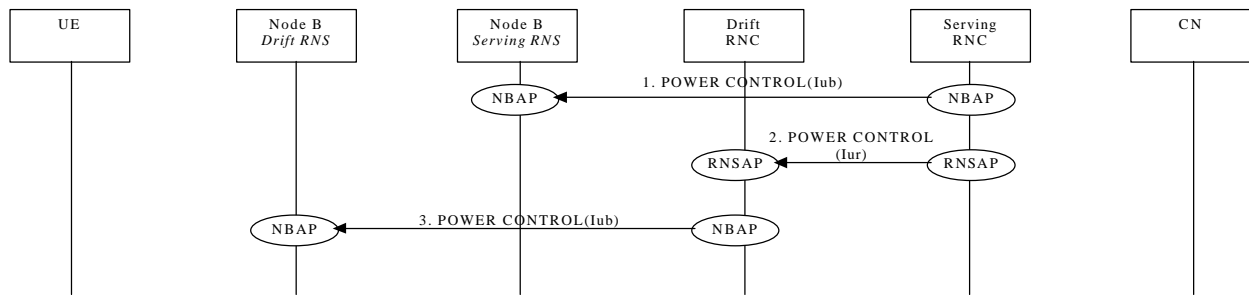 UE
Node B
Drift RNS
Node B
Serving RNS
Drift
RNC
Serving
RNC
CN
1. POWER CONTROL(Iub)
NBAP
NBAP
2. POWER CONTROL
(Iur)
RNSAP
RNSAP
3. POWER CONTROL(Iub)
NBAP
NBAP